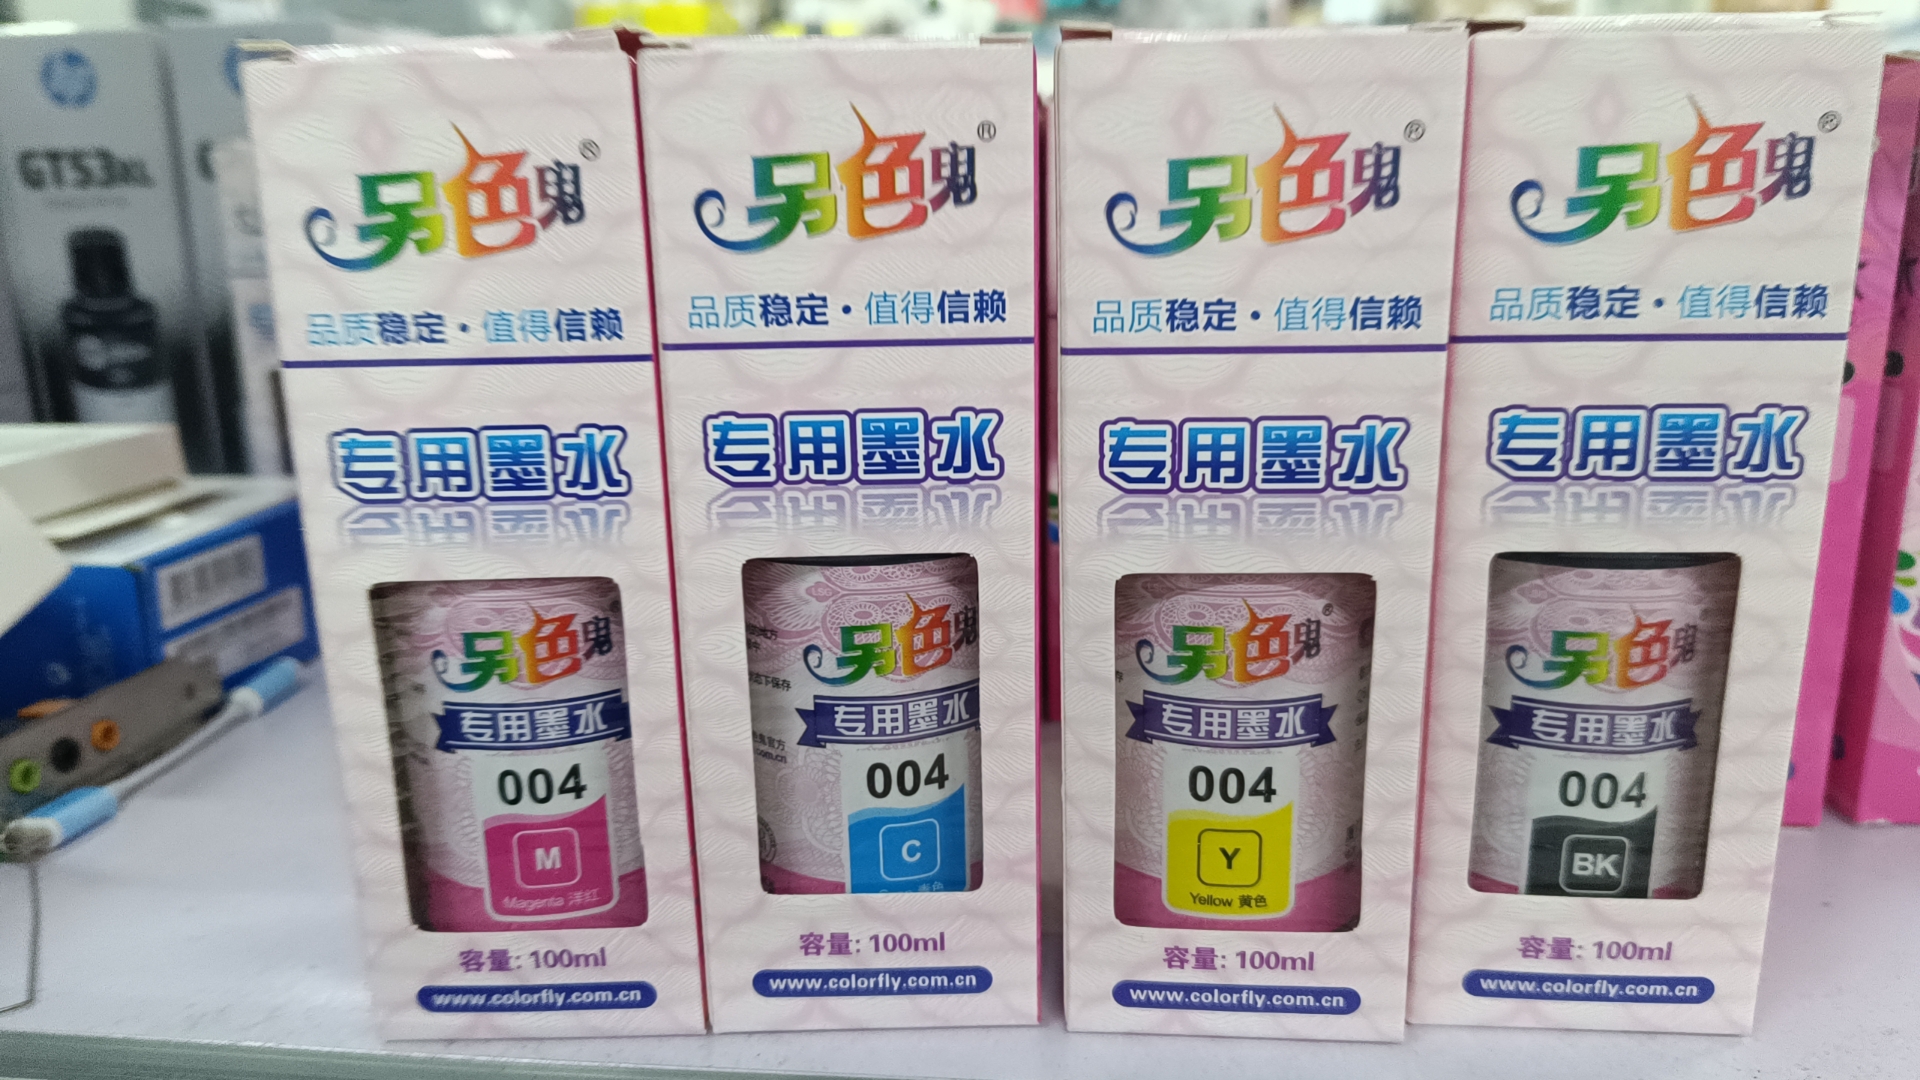 GT53XL
另色鬼®
品质稳定·值得信赖
专用墨水
另色鬼
专用墨水
004
M
Magenta 洋红
容量: 100ml
www.colorfly.com.cn
另色鬼®
品质稳定·值得信赖
专用墨水
另色鬼
专用墨水
004
C
容量: 100ml
www.colorfly.com.cn
另色鬼®
品质稳定·值得信赖
专用墨水
另色鬼®
专用墨水
004
Y
Yellow 黄色
容量: 100ml
www.colorfly.com.cn
另色鬼®
品质稳定·值得信赖
专用墨水
另色鬼
专用墨水
004
BK
容量: 100ml
www.colorfly.com.cn